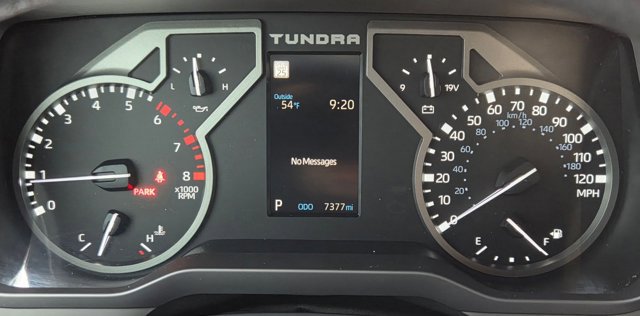 TUNDRA
L H
9 19V
25
Outside
54°F 9:20
No Messages
P ODO 7377 mi
0 1 2 3 4 5 6 7 8
x1000
RPM
PARK
C H
0 10 20 30 40 50 60 70 80 90 100 110 120
MPH
km/h
20 40 60 80 100 120 140 160 180
E F